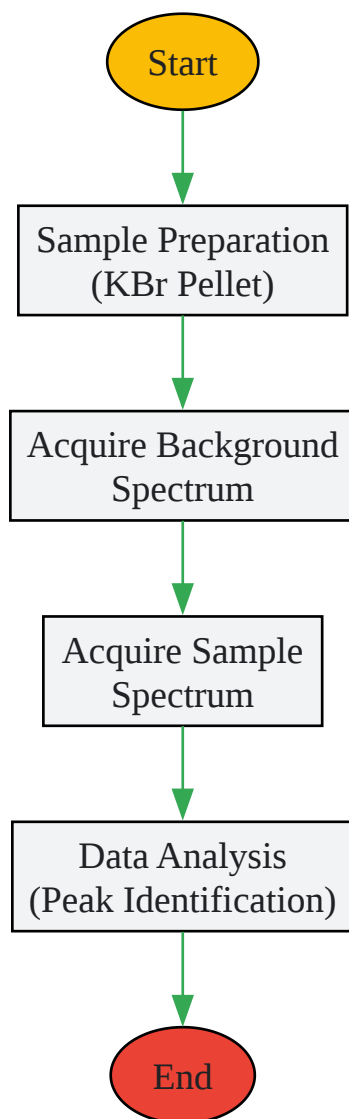 Start
Sample Preparation
(KBr Pellet)
Acquire Background
Spectrum
Acquire Sample
Spectrum
Data Analysis
(Peak Identification)
End